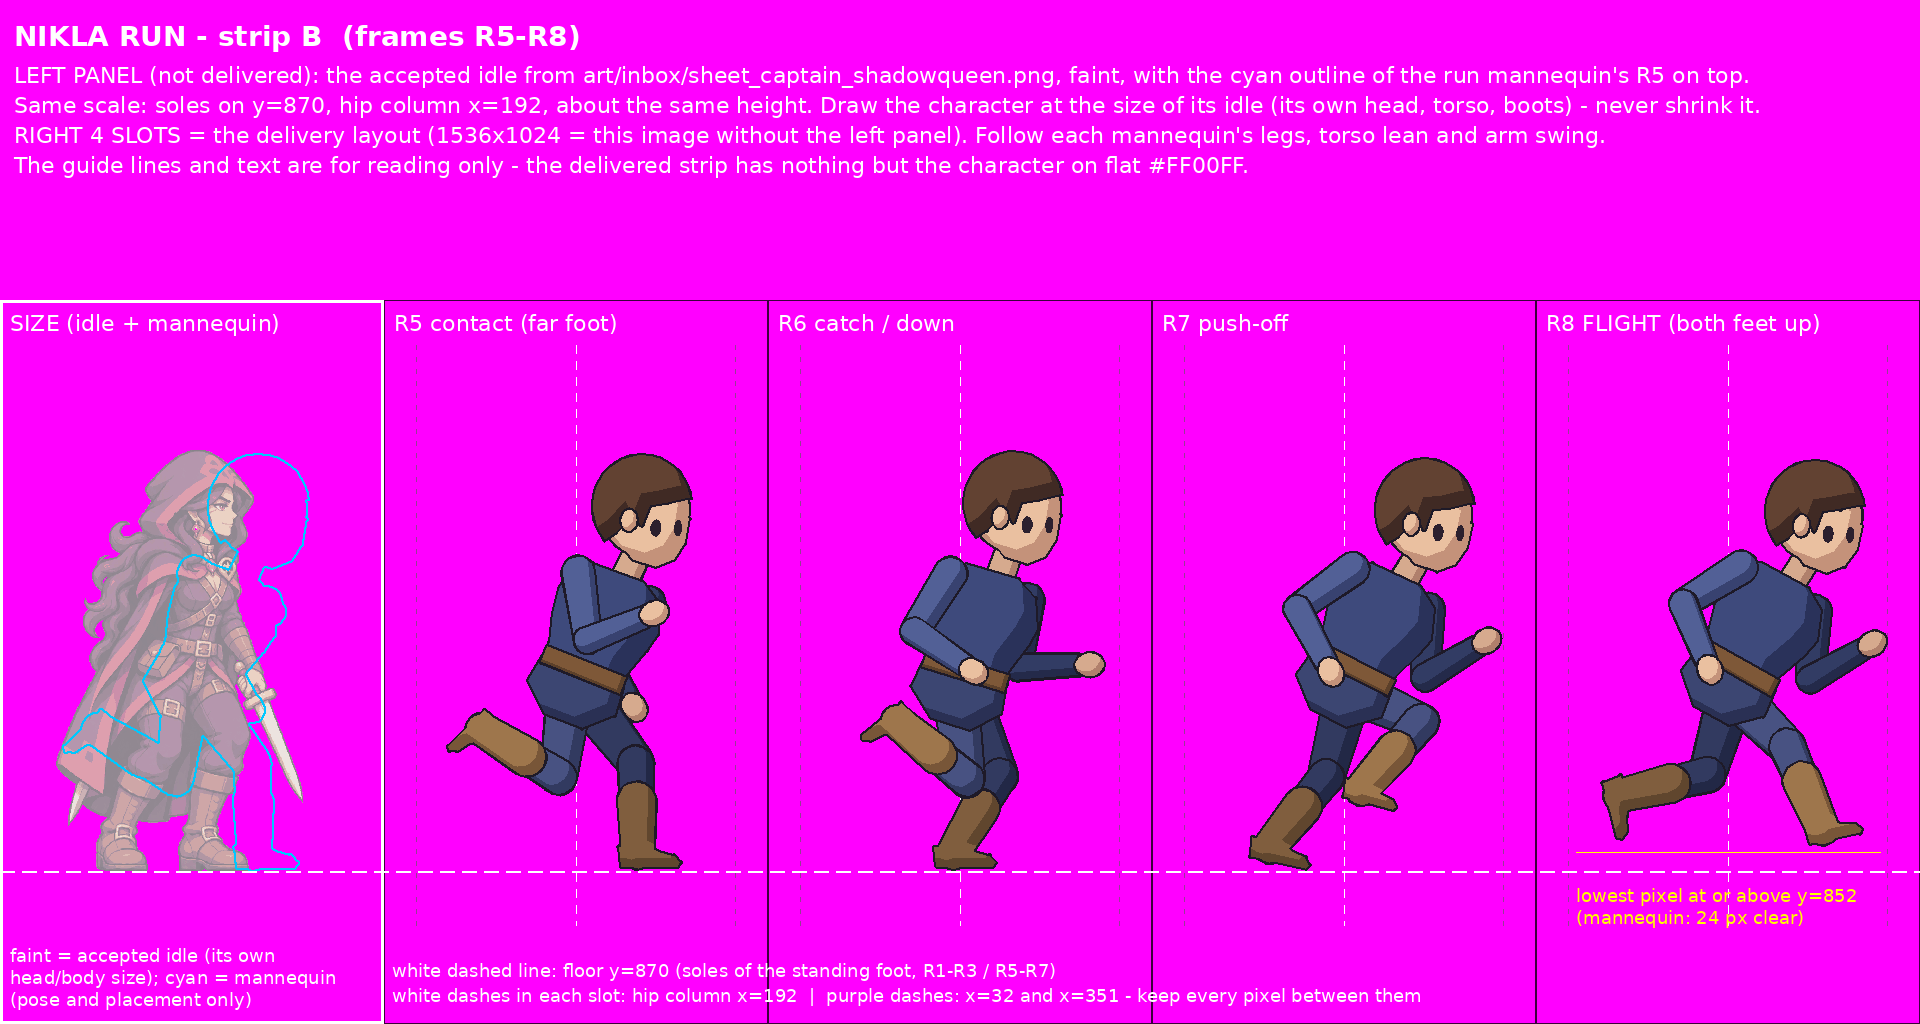 NIKLA RUN - strip B  (frames R5-R8)
LEFT PANEL (not delivered): the accepted idle from art/inbox/sheet_captain_shadowqueen.png, faint, with the cyan outline of the run mannequin's R5 on top.
Same scale: soles on y=870, hip column x=192, about the same height. Draw the character at the size of its idle (its own head, torso, boots) - never shrink it.
RIGHT 4 SLOTS = the delivery layout (1536x1024 = this image without the left panel). Follow each mannequin's legs, torso lean and arm swing.
The guide lines and text are for reading only - the delivered strip has nothing but the character on flat #FF00FF.
SIZE (idle + mannequin)
R5 contact (far foot)
R6 catch / down
R7 push-off
R8 FLIGHT (both feet up)
lowest pixel at or above y=852
(mannequin: 24 px clear)
faint = accepted idle (its own
head/body size); cyan = mannequin
(pose and placement only)
white dashed line: floor y=870 (soles of the standing foot, R1-R3 / R5-R7)
white dashes in each slot: hip column x=192  |  purple dashes: x=32 and x=351 - keep every pixel between them